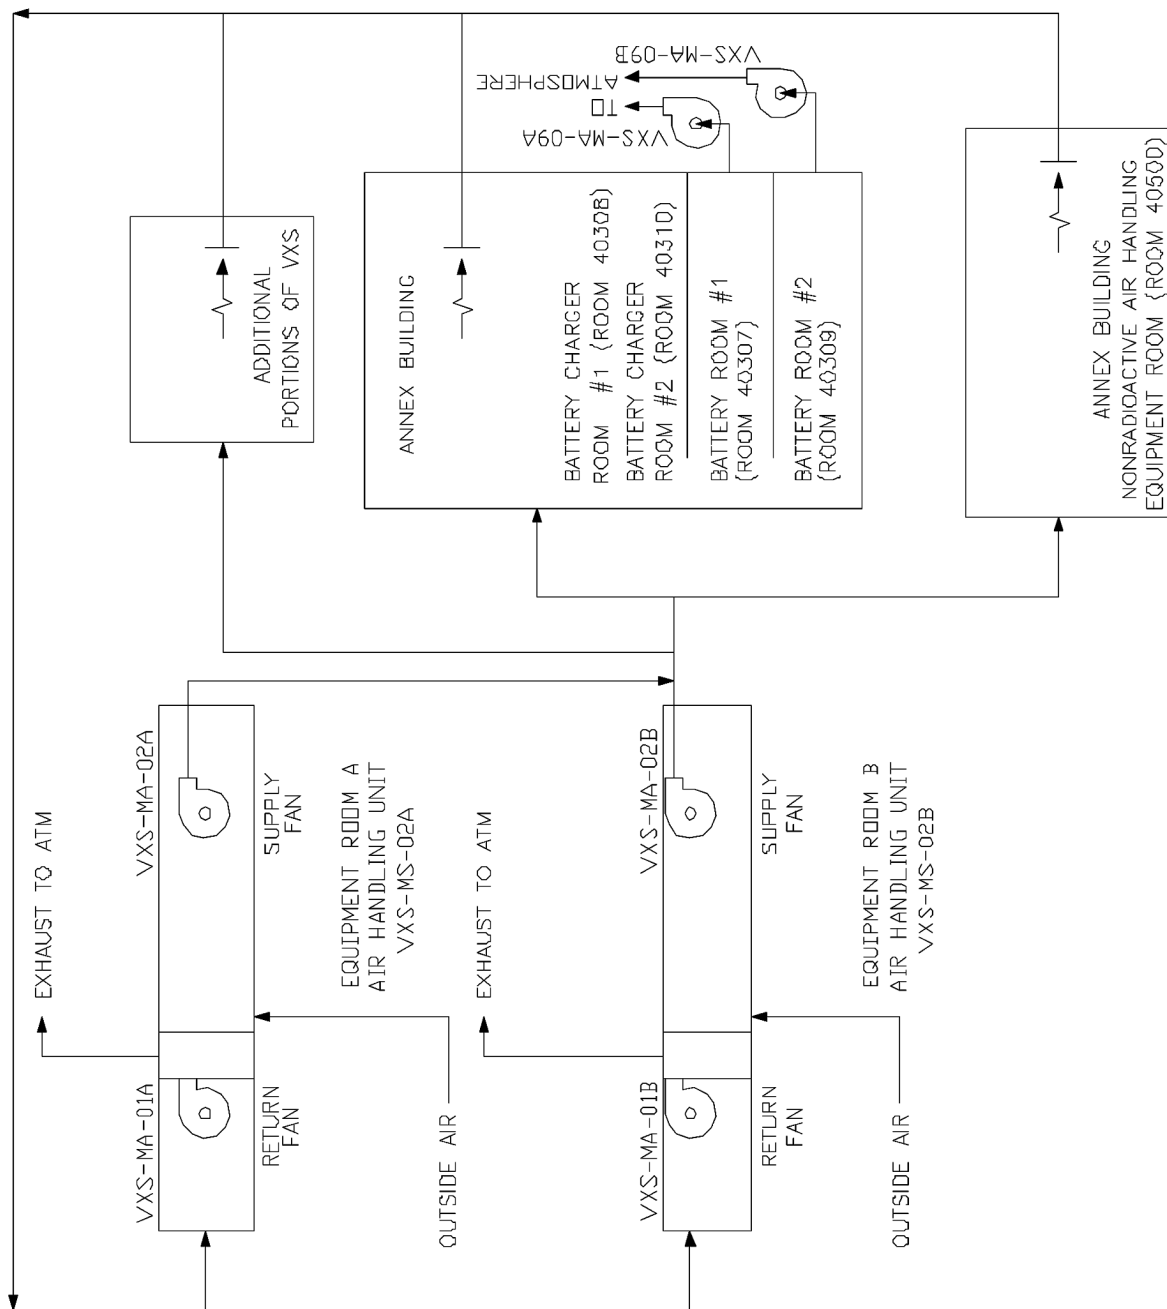 ADDITIONAL
PORTIONS OF VXS
ANNEX BUILDING
BATTERY CHARGER
ROOM #1 (ROOM 40308)
BATTERY CHARGER
ROOM #2 (ROOM 40310)
BATTERY ROOM #1
(ROOM 40307)
BATTERY ROOM #2
(ROOM 40309)
VXS-MA-09A
TO
ATMOSPHERE
VXS-MA-09B
ANNEX BUILDING
NONRADIOACTIVE AIR HANDLING
EQUIPMENT ROOM (ROOM 40500)
EXHAUST TO ATM
VXS-MA-01A
VXS-MA-02A
RETURN
FAN
SUPPLY
FAN
EQUIPMENT ROOM A
AIR HANDLING UNIT
VXS-MS-02A
OUTSIDE AIR
EXHAUST TO ATM
VXS-MA-01B
VXS-MA-02B
RETURN
FAN
SUPPLY
FAN
EQUIPMENT ROOM B
AIR HANDLING UNIT
VXS-MS-02B
OUTSIDE AIR